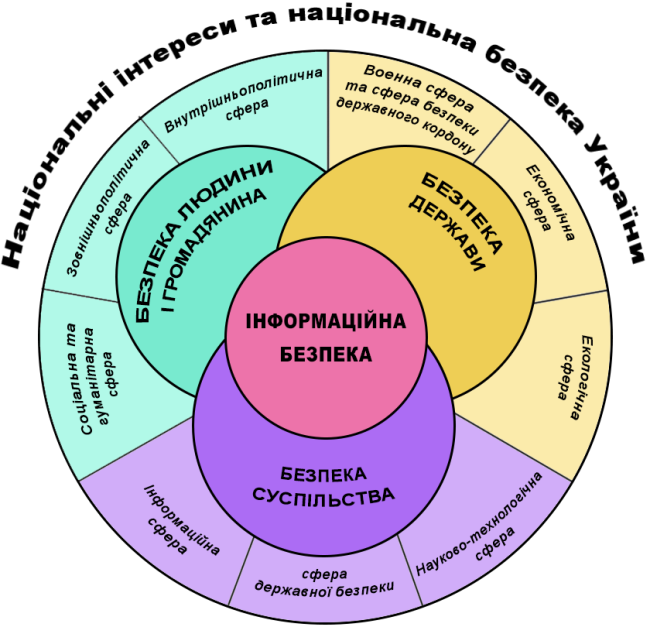 Національні інтереси та національна безпека України
Внутрішньополітична
сфера
Воєнна сфера
та сфера безпеки
державного кордону
Зовнішньополітична
сфера
Економічна
сфера
БЕЗПЕКА ЛЮДИНИ
І ГРОМАДЯНИНА
БЕЗПЕКА
ДЕРЖАВИ
ІНФОРМАЦІЙНА
БЕЗПЕКА
Соціальна та
гуманітарна
сфера
Екологічна
сфера
БЕЗПЕКА
СУСПІЛЬСТВА
Інформаційна
сфера
сфера
державної безпеки
Науково-технологічна
сфера